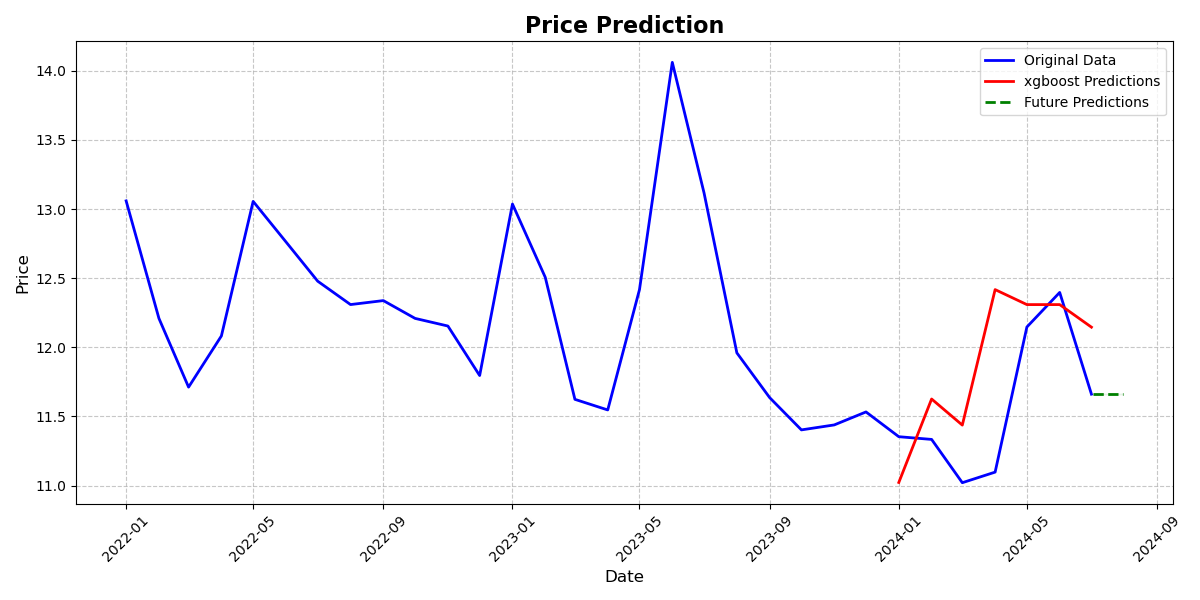 Price Prediction
Original Data
xgboost Predictions
Future Predictions
Price
14.0
13.5
13.0
12.5
12.0
11.5
11.0
2022-01
2022-05
2022-09
2023-01
2023-05
2023-09
2024-01
2024-05
2024-09
Date